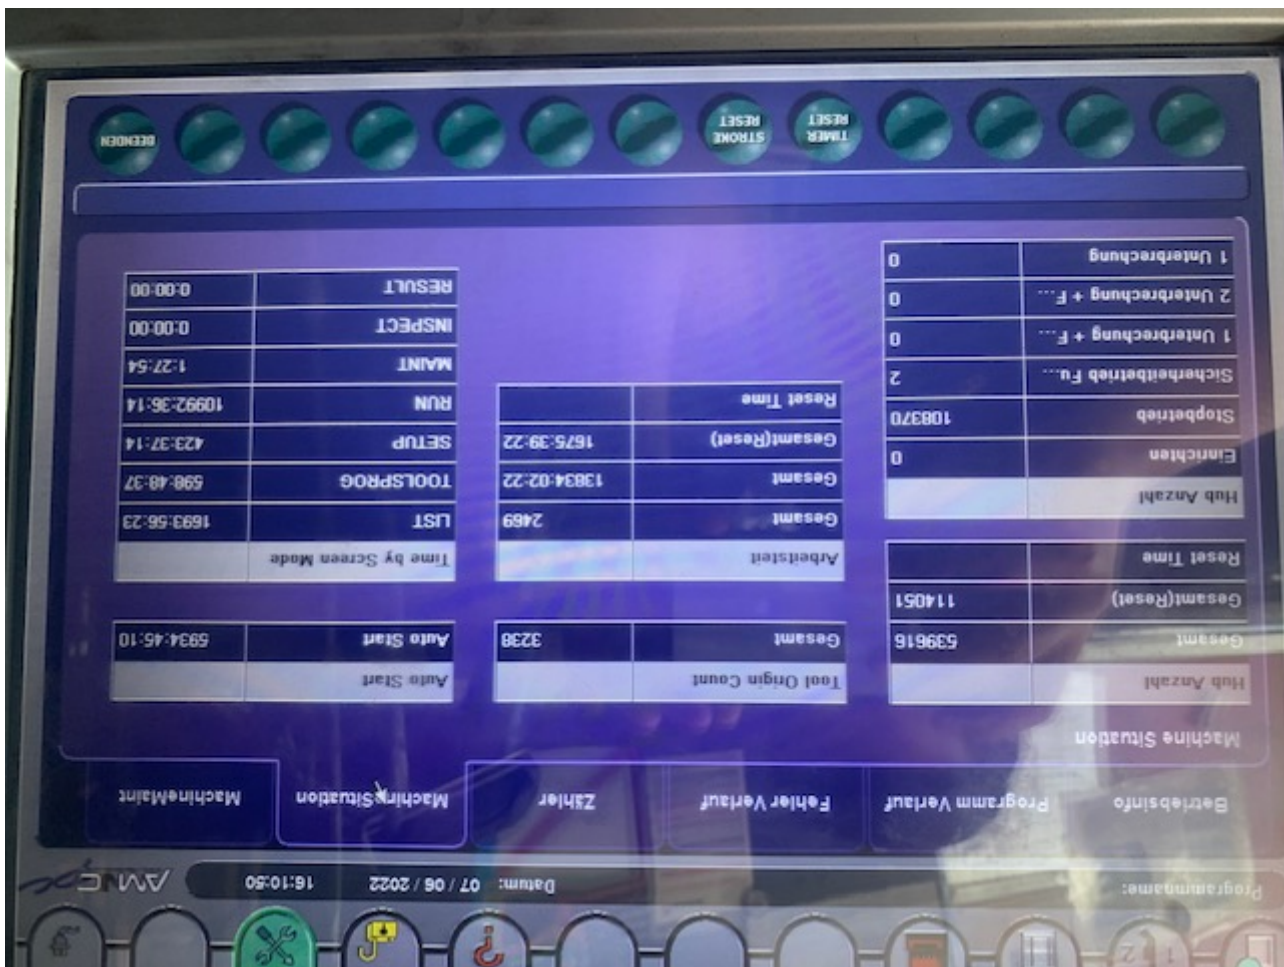 1 2
Programmname:
Datum: 07 / 06 / 2022 16:10:50
AMNC
Betriebsinfo
Programm Verlauf
Fehler Verlauf
Zähler
MachineSituation
MachineMaint
Machine Situation
Hub Anzahl
Gesamt 539616
Gesamt(Reset) 114051
Reset Time
Hub Anzahl
Einrichten 0
Stopbetrieb 108370
Sicherheitbetrieb Fu... 2
1 Unterbrechung + F... 0
2 Unterbrechung + F... 0
1 Unterbrechung 0
Tool Origin Count
Gesamt 3238
Arbeitsteit
Gesamt 2469
Gesamt 13834:02:22
Gesamt(Reset) 1675:39:22
Reset Time
Auto Start
Auto Start 5934:45:10
Time by Screen Mode
LIST 1693:56:23
TOOLSPROG 598:48:37
SETUP 423:37:14
RUN 10992:36:14
MAINT 1:27:54
INSPECT 0:00:00
RESULT 0:00:00
TIMER
RESET
STROKE
RESET
BEENDEN